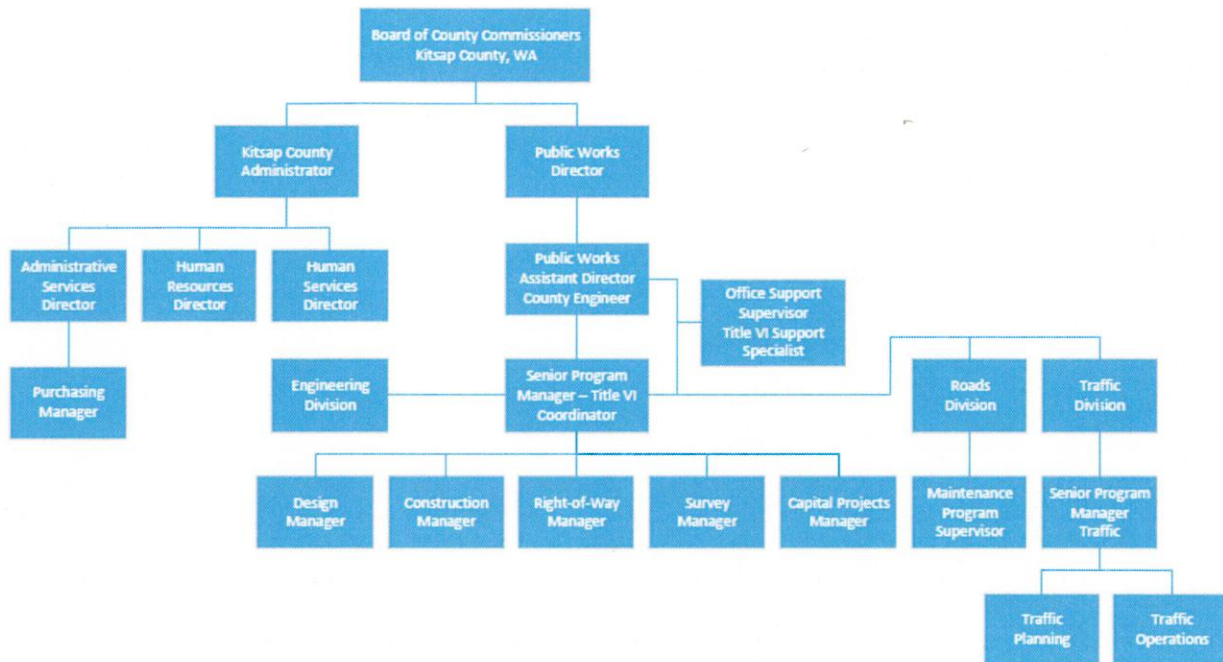 Board of County Commissioners
Kitsap County, WA
Kitsap County
Administrator
Public Works
Director
Administrative
Services
Director
Human
Resources
Director
Human
Services
Director
Public Works
Assistant Director
County Engineer
Office Support
Supervisor
Title VI Support
Specialist
Purchasing
Manager
Engineering
Division
Senior Program
Manager – Title VI
Coordinator
Roads
Division
Traffic
Division
Design
Manager
Construction
Manager
Right-of-Way
Manager
Survey
Manager
Capital Projects
Manager
Maintenance
Program
Supervisor
Senior Program
Manager
Traffic
Traffic
Planning
Traffic
Operations